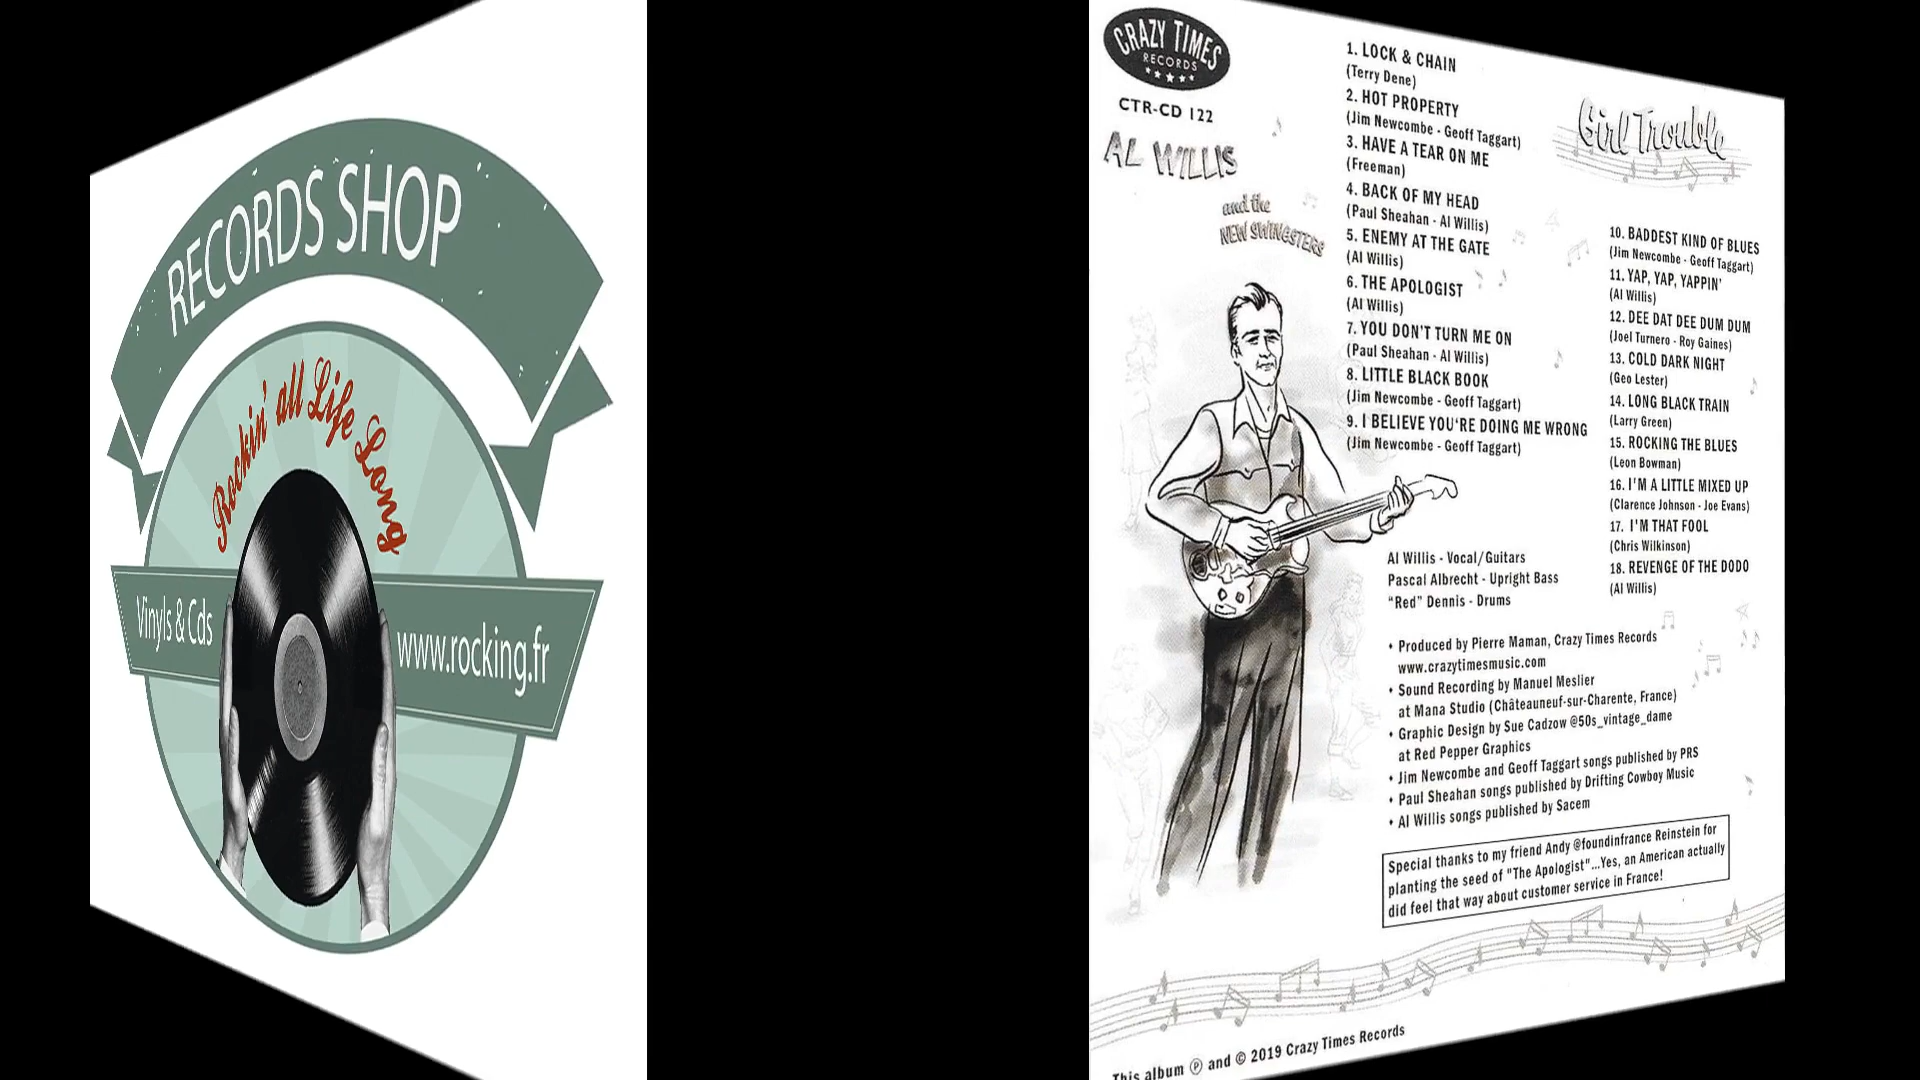 RECORDS SHOP
Rockin' all Life Long
Vinyls & Cds
www.rocking.fr
CRAZY TIMES
RECORDS
CTR-CD 122
AL WILLIS
and the
NEW SWINGSTERS
Girl Trouble
1. LOCK & CHAIN
(Terry Dene)
2. HOT PROPERTY
(Jim Newcombe - Geoff Taggart)
3. HAVE A TEAR ON ME
(Freeman)
4. BACK OF MY HEAD
(Paul Sheahan - Al Willis)
5. ENEMY AT THE GATE
(Al Willis)
6. THE APOLOGIST
(Al Willis)
7. YOU DON'T TURN ME ON
(Paul Sheahan - Al Willis)
8. LITTLE BLACK BOOK
(Jim Newcombe - Geoff Taggart)
9. I BELIEVE YOU'RE DOING ME WRONG
(Jim Newcombe - Geoff Taggart)
10. BADDEST KIND OF BLUES
(Jim Newcombe - Geoff Taggart)
11. YAP, YAP, YAPPIN'
(Al Willis)
12. DEE DAT DEE DUM DUM
(Joel Turnero - Roy Gaines)
13. COLD DARK NIGHT
(Geo Lester)
14. LONG BLACK TRAIN
(Larry Green)
15. ROCKING THE BLUES
(Leon Bowman)
16. I'M A LITTLE MIXED UP
(Clarence Johnson - Joe Evans)
17. I'M THAT FOOL
(Chris Wilkinson)
18. REVENGE OF THE DODO
(Al Willis)
Al Willis - Vocal/Guitars
Pascal Albrecht - Upright Bass
"Red" Dennis - Drums
• Produced by Pierre Maman, Crazy Times Records
www.crazytimesmusic.com
• Sound Recording by Manuel Meslier
at Mana Studio (Châteauneuf-sur-Charente, France)
• Graphic Design by Sue Cadzow @50s_vintage_dame
at Red Pepper Graphics
• Jim Newcombe and Geoff Taggart songs published by PRS
• Paul Sheahan songs published by Drifting Cowboy Music
• Al Willis songs published by Sacem
Special thanks to my friend Andy @foundinfrance Reinstein for
planting the seed of "The Apologist"...Yes, an American actually
did feel that way about customer service in France!
This album ℗ and © 2019 Crazy Times Records